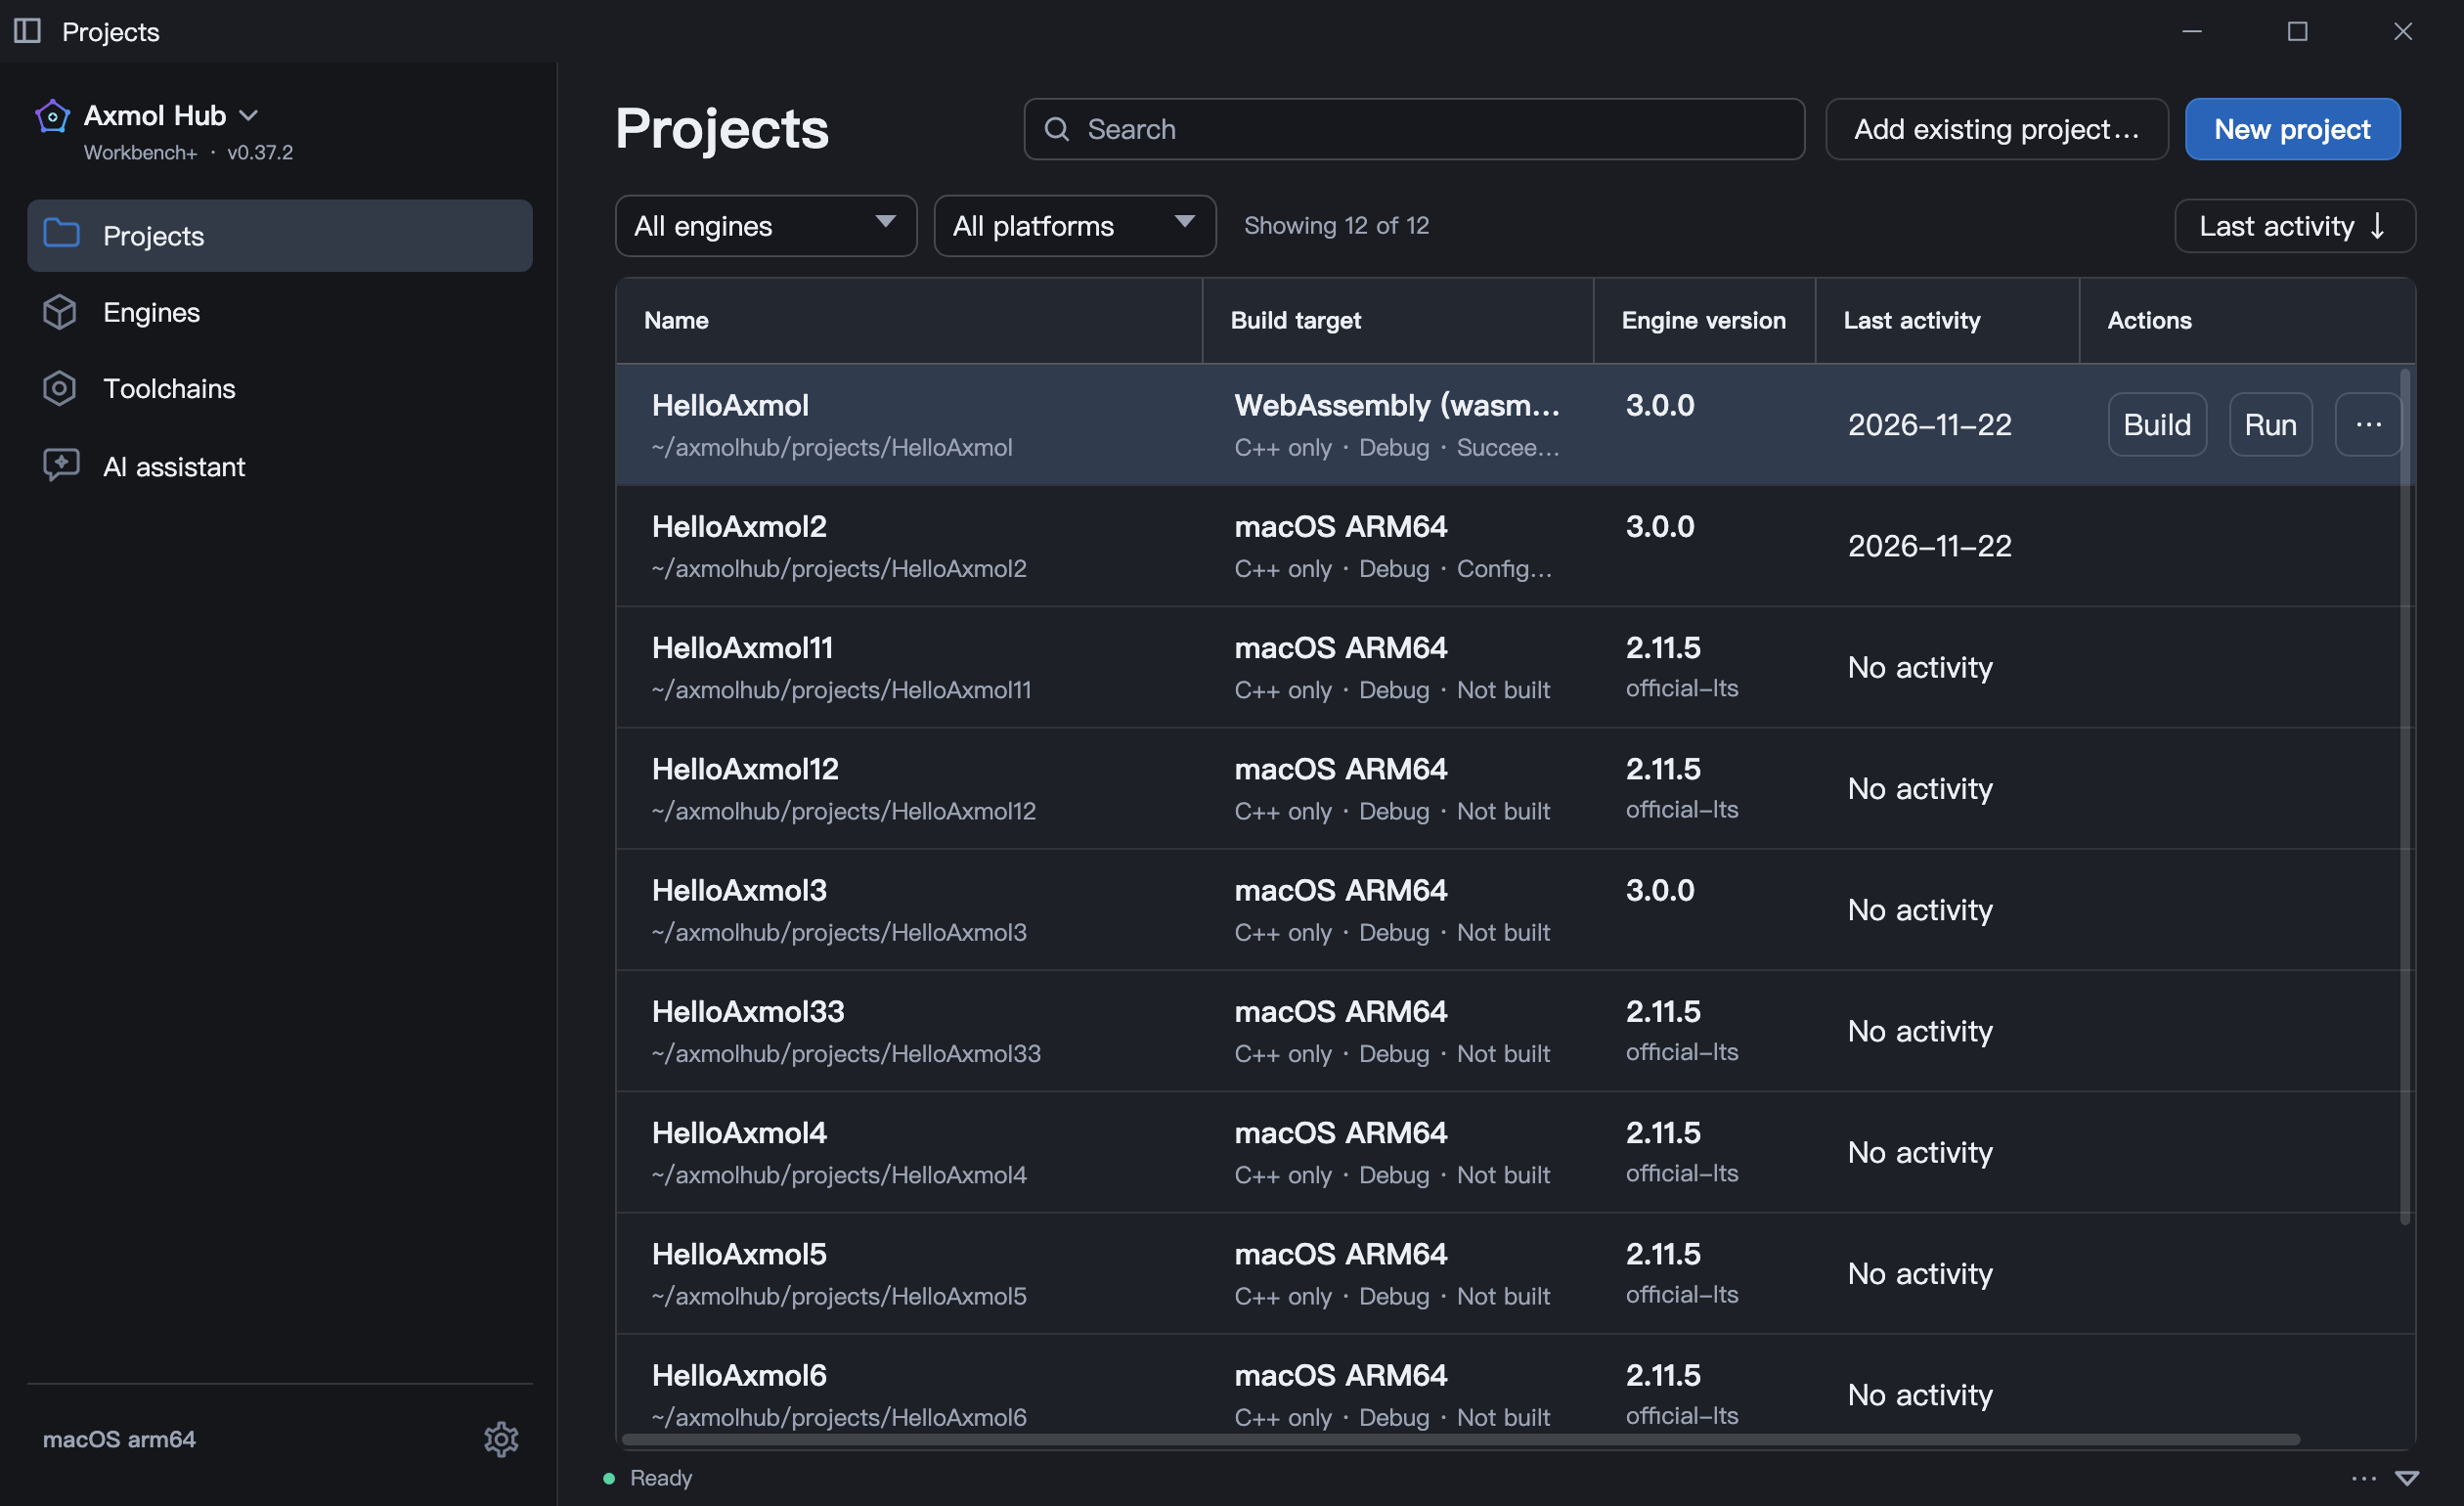 Projects
Axmol Hub
Workbench+ · v0.37.2
Projects
Engines
Toolchains
AI assistant
macOS arm64
Projects
Search
Add existing project...
New project
All engines
All platforms
Showing 12 of 12
Last activity ↓
Name Build target Engine version Last activity Actions
HelloAxmol WebAssembly (wasm... 3.0.0
~/axmolhub/projects/HelloAxmol C++ only · Debug · Succee...
2026-11-22 Build Run ...
HelloAxmol2 macOS ARM64 3.0.0
~/axmolhub/projects/HelloAxmol2 C++ only · Debug · Config...
2026-11-22
HelloAxmol11 macOS ARM64 2.11.5
~/axmolhub/projects/HelloAxmol11 C++ only · Debug · Not built official-lts
No activity
HelloAxmol12 macOS ARM64 2.11.5
~/axmolhub/projects/HelloAxmol12 C++ only · Debug · Not built official-lts
No activity
HelloAxmol3 macOS ARM64 3.0.0
~/axmolhub/projects/HelloAxmol3 C++ only · Debug · Not built
No activity
HelloAxmol33 macOS ARM64 2.11.5
~/axmolhub/projects/HelloAxmol33 C++ only · Debug · Not built official-lts
No activity
HelloAxmol4 macOS ARM64 2.11.5
~/axmolhub/projects/HelloAxmol4 C++ only · Debug · Not built official-lts
No activity
HelloAxmol5 macOS ARM64 2.11.5
~/axmolhub/projects/HelloAxmol5 C++ only · Debug · Not built official-lts
No activity
HelloAxmol6 macOS ARM64 2.11.5
~/axmolhub/projects/HelloAxmol6 C++ only · Debug · Not built official-lts
No activity
Ready
...